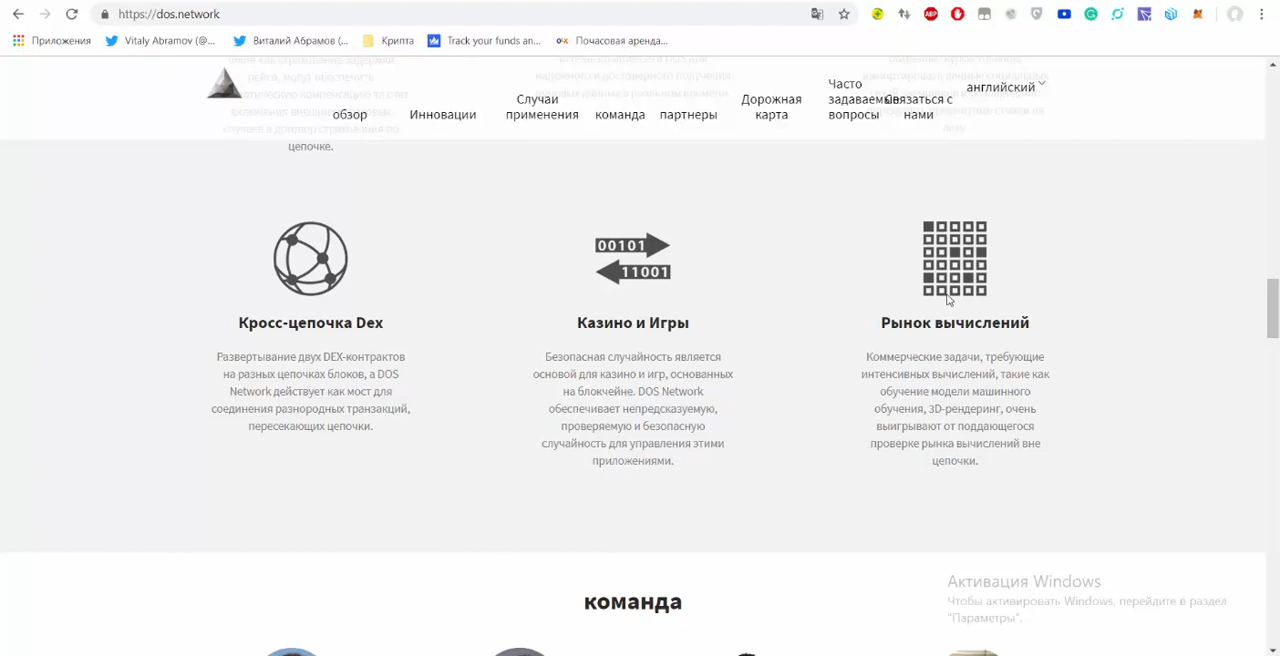 https://dos.network
Приложения
Vitaly Abramov (@...
Виталий Абрамов (...
Крипта
Track your funds an...
Почасовая аренда...
ABP
английский
обзор
Инновации
Случаи
применения
команда
партнеры
Дорожная
карта
Часто
задаваемые
вопросы
Связаться с
нами
цепочке.
00101
11001
Кросс-цепочка Dex
Развертывание двух DEX-контрактов
на разных цепочках блоков, а DOS
Network действует как мост для
соединения разнородных транзакций,
пересекающих цепочки.
Казино и Игры
Безопасная случайность является
основой для казино и игр, основанных
на блокчейне. DOS Network
обеспечивает непредсказуемую,
проверяемую и безопасную
случайность для управления этими
приложениями.
Рынок вычислений
Коммерческие задачи, требующие
интенсивных вычислений, такие как
обучение модели машинного
обучения, 3D-рендеринг, очень
выигрывают от поддающегося
проверке рынка вычислений вне
цепочки.
команда
Активация Windows
Чтобы активировать Windows, перейдите в раздел
"Параметры".